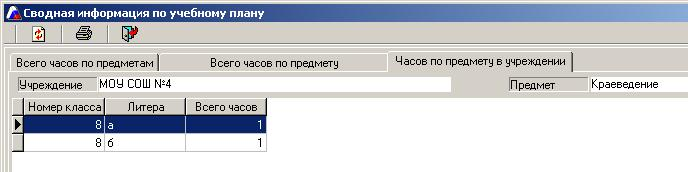 Сводная информация по учебному плану
Всего часов по предметам Всего часов по предмету Часов по предмету в учреждении
Учреждение МОУ СОШ №4 Предмет Краеведение
Номер класса Литера Всего часов
8 а 1
8 б 1